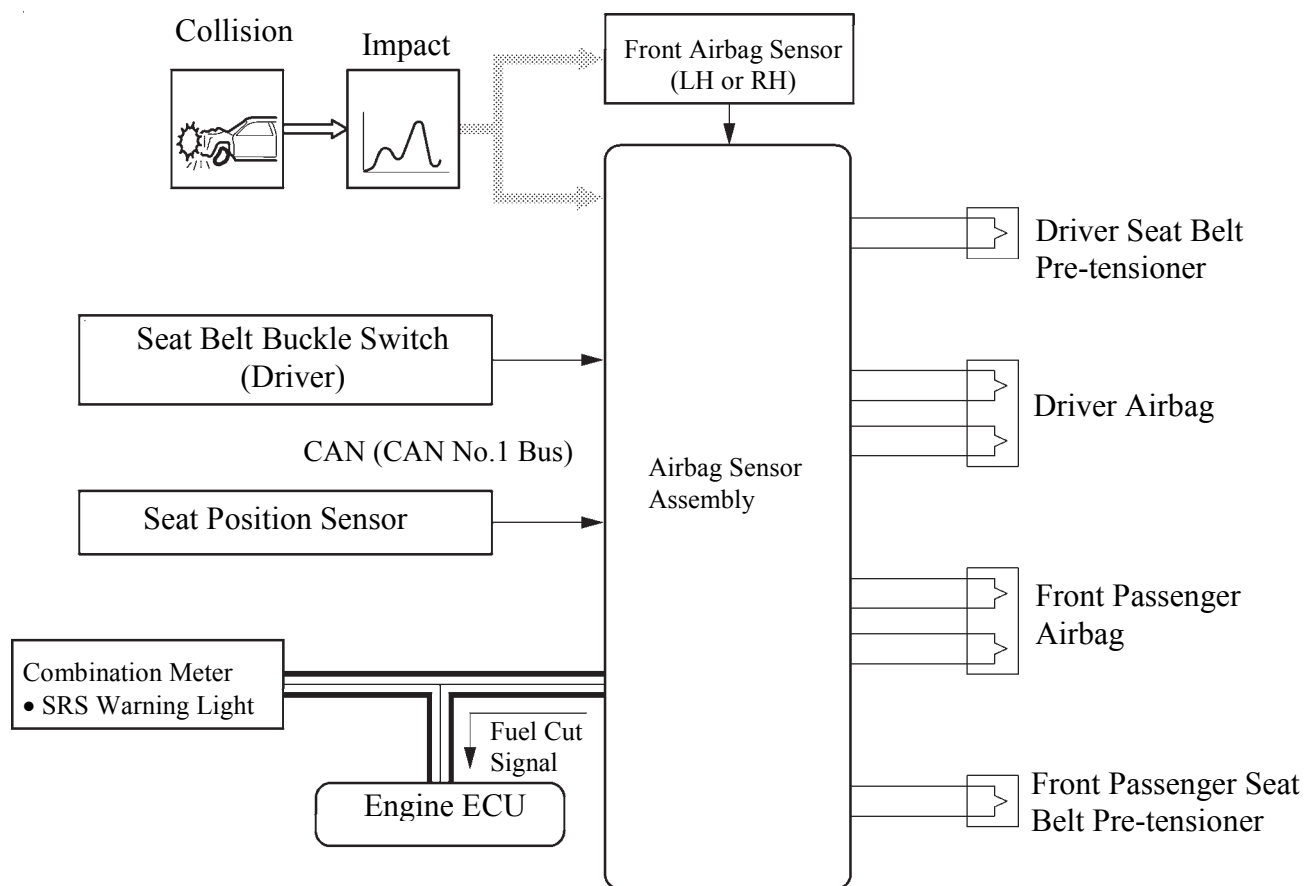 Collision
Impact
Front Airbag Sensor
(LH or RH)
Driver Seat Belt
Pre-tensioner
Seat Belt Buckle Switch
(Driver)
Driver Airbag
CAN (CAN No.1 Bus)
Airbag Sensor
Assembly
Seat Position Sensor
Front Passenger
Airbag
Combination Meter
• SRS Warning Light
Fuel Cut
Signal
Engine ECU
Front Passenger Seat
Belt Pre-tensioner